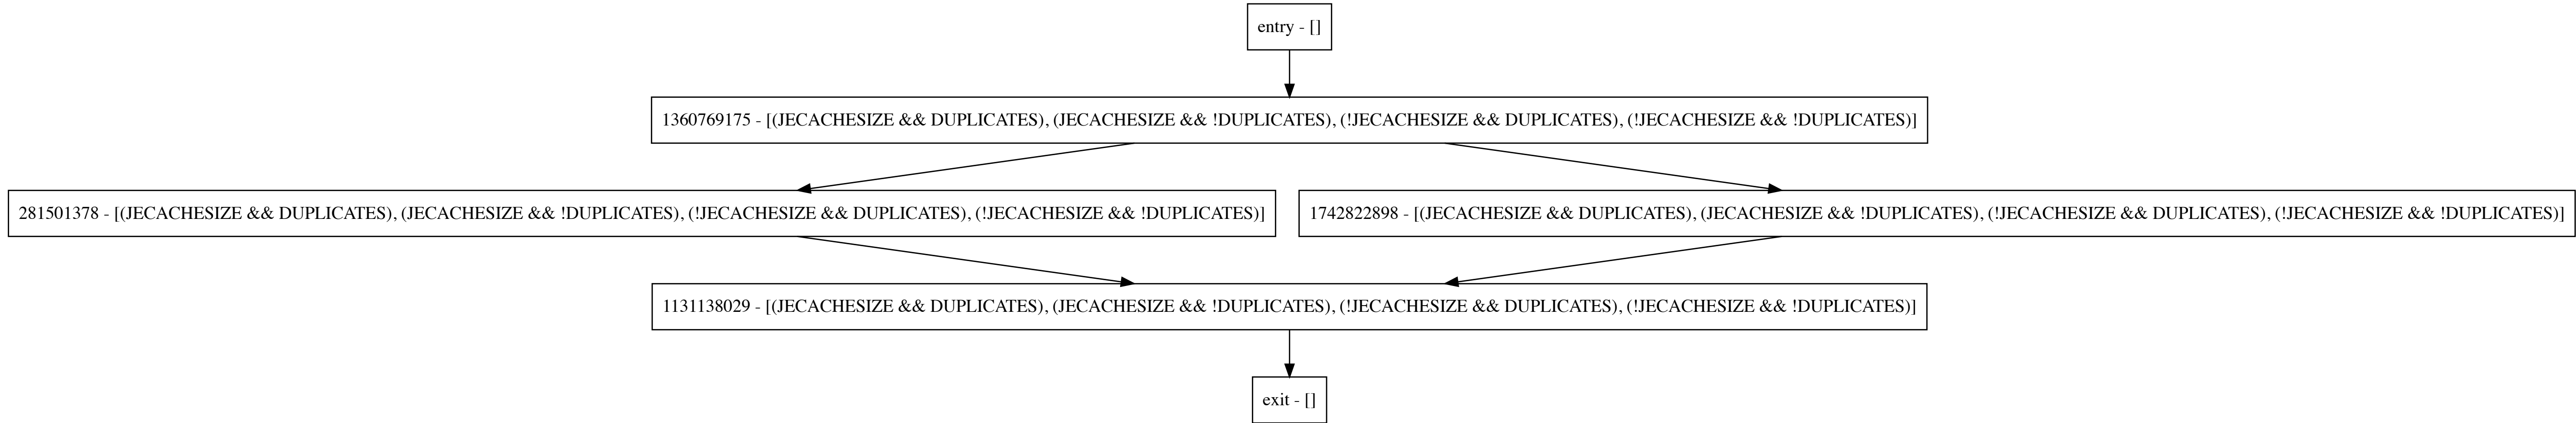 entry - []
1360769175 - [(JECACHESIZE && DUPLICATES), (JECACHESIZE && !DUPLICATES), (!JECACHESIZE && DUPLICATES), (!JECACHESIZE && !DUPLICATES)]
281501378 - [(JECACHESIZE && DUPLICATES), (JECACHESIZE && !DUPLICATES), (!JECACHESIZE && DUPLICATES), (!JECACHESIZE && !DUPLICATES)]
1742822898 - [(JECACHESIZE && DUPLICATES), (JECACHESIZE && !DUPLICATES), (!JECACHESIZE && DUPLICATES), (!JECACHESIZE && !DUPLICATES)]
1131138029 - [(JECACHESIZE && DUPLICATES), (JECACHESIZE && !DUPLICATES), (!JECACHESIZE && DUPLICATES), (!JECACHESIZE && !DUPLICATES)]
exit - []